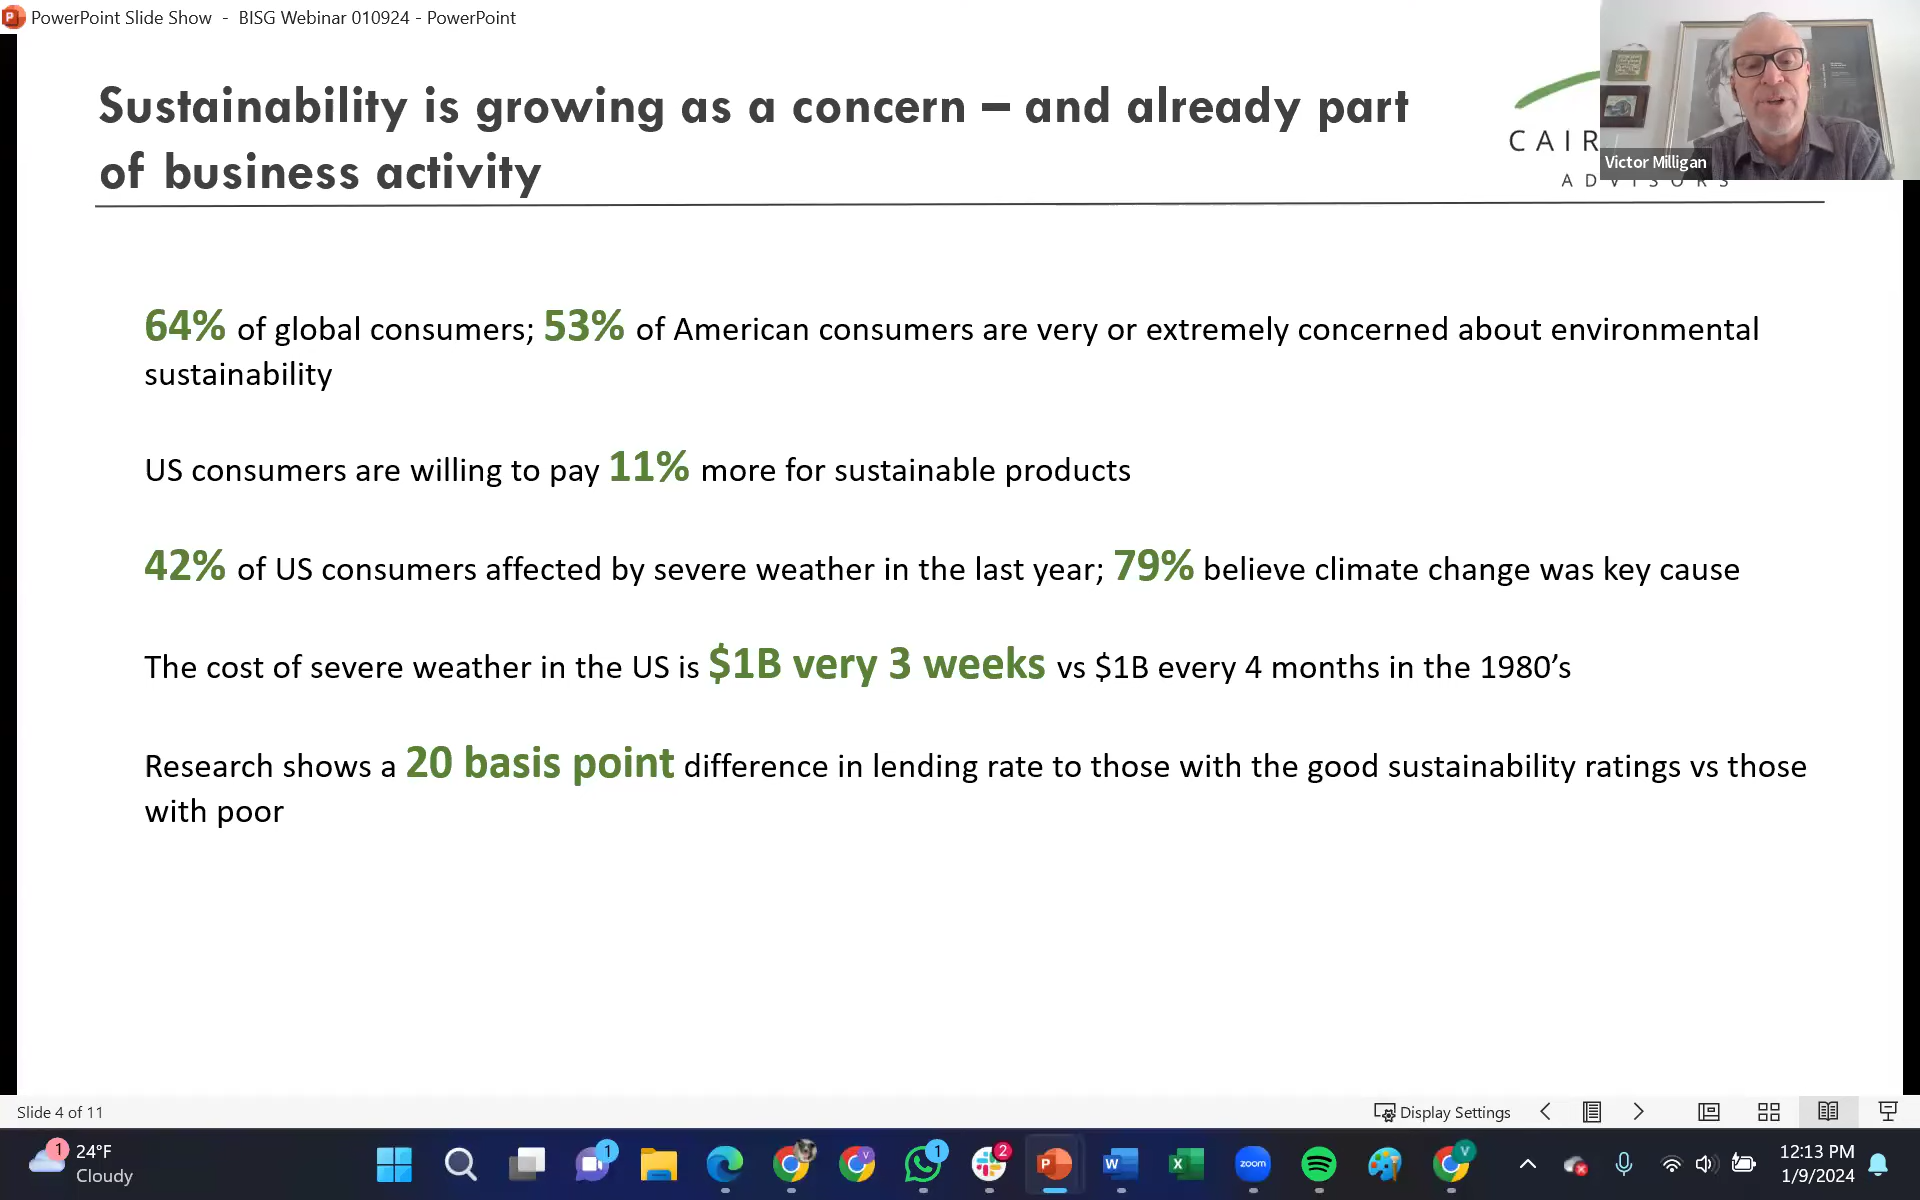 PowerPoint Slide Show - BISG Webinar 010924 - PowerPoint
Sustainability is growing as a concern – and already part
of business activity
Victor Milligan
ADVISORS
64% of global consumers; 53% of American consumers are very or extremely concerned about environmental
sustainability
US consumers are willing to pay 11% more for sustainable products
42% of US consumers affected by severe weather in the last year; 79% believe climate change was key cause
The cost of severe weather in the US is $1B very 3 weeks vs $1B every 4 months in the 1980’s
Research shows a 20 basis point difference in lending rate to those with the good sustainability ratings vs those
with poor
Slide 4 of 11
Display Settings
1
24°F
Cloudy
1
1
2
zoom
V
12:13 PM
1/9/2024